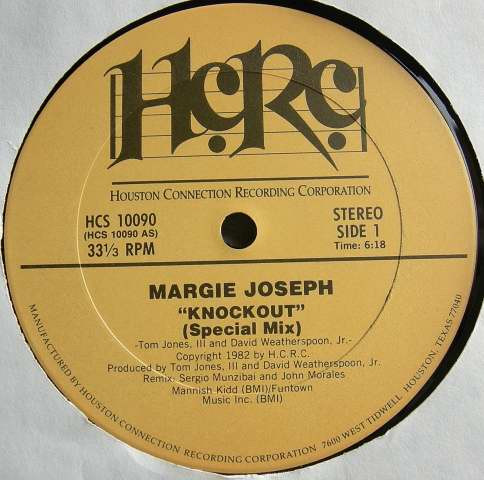 H.c.R.c.
HOUSTON CONNECTION RECORDING CORPORATION
HCS 10090
(HCS 10090 AS)
33⅓ RPM
STEREO
SIDE 1
Time: 6:18
MARGIE JOSEPH
“KNOCKOUT”
(Special Mix)
-Tom Jones, III and David Weatherspoon, Jr.-
Copyright 1982 by H.C.R.C.
Produced by Tom Jones, III and David Weatherspoon, Jr.
Remix: Sergio Munzibai and John Morales
Mannish Kidd (BMI)/Funtown
Music Inc. (BMI)
MANUFACTURED BY HOUSTON CONNECTION RECORDING CORPORATION 7600 WEST TIDWELL, HOUSTON, TEXAS 77040